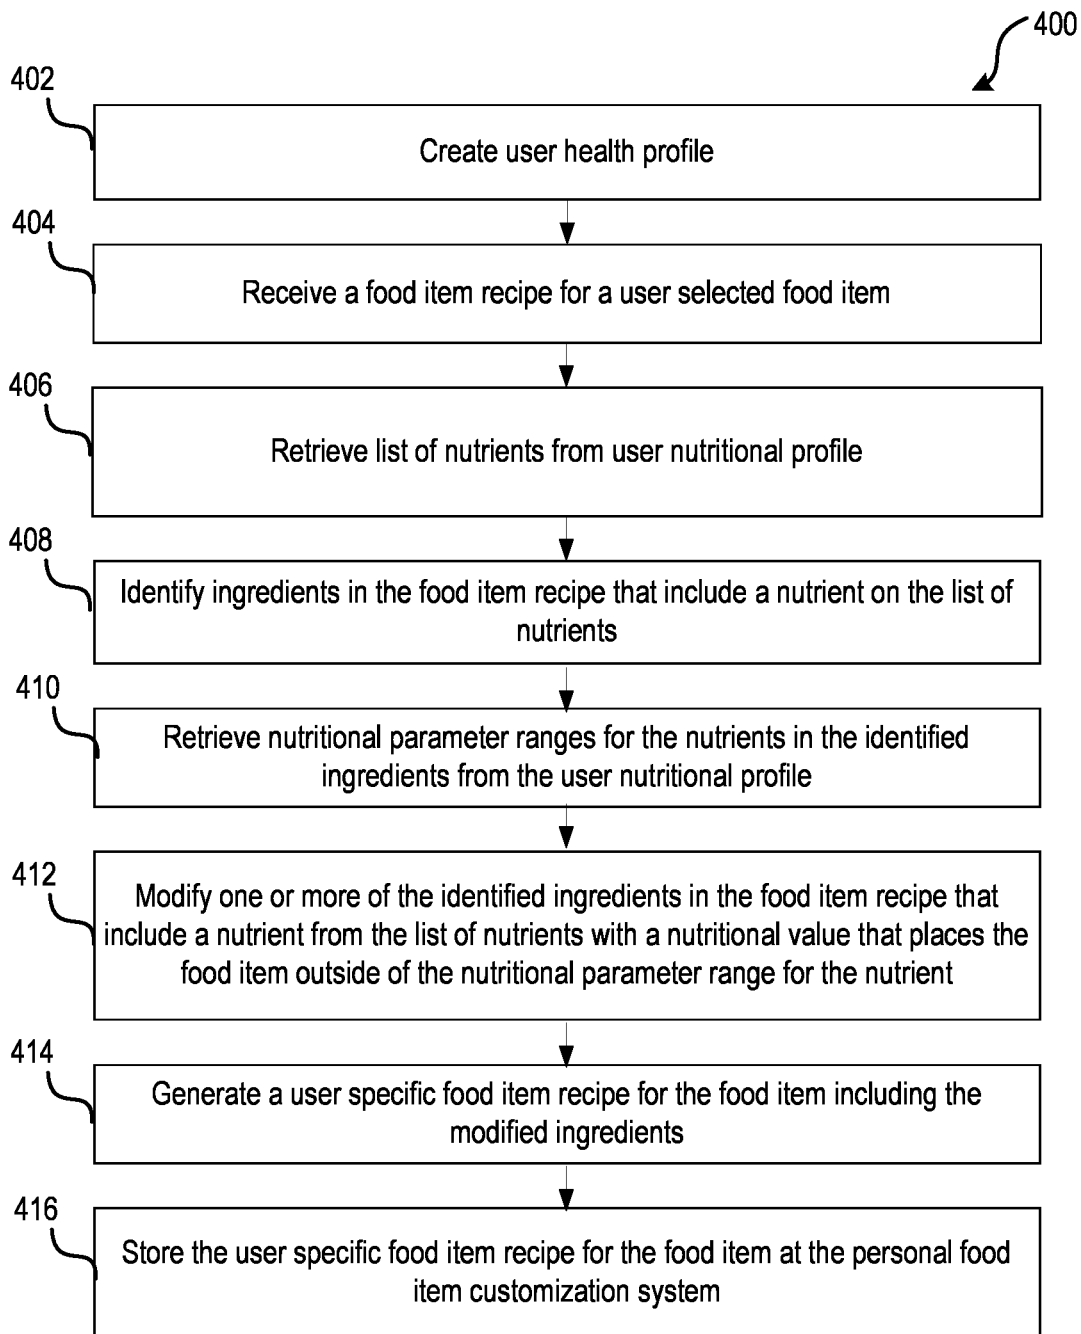 400
402
Create user health profile
404
Receive a food item recipe for a user selected food item
406
Retrieve list of nutrients from user nutritional profile
408
Identify ingredients in the food item recipe that include a nutrient on the list of
nutrients
410
Retrieve nutritional parameter ranges for the nutrients in the identified
ingredients from the user nutritional profile
412
Modify one or more of the identified ingredients in the food item recipe that
include a nutrient from the list of nutrients with a nutritional value that places the
food item outside of the nutritional parameter range for the nutrient
414
Generate a user specific food item recipe for the food item including the
modified ingredients
416
Store the user specific food item recipe for the food item at the personal food
item customization system